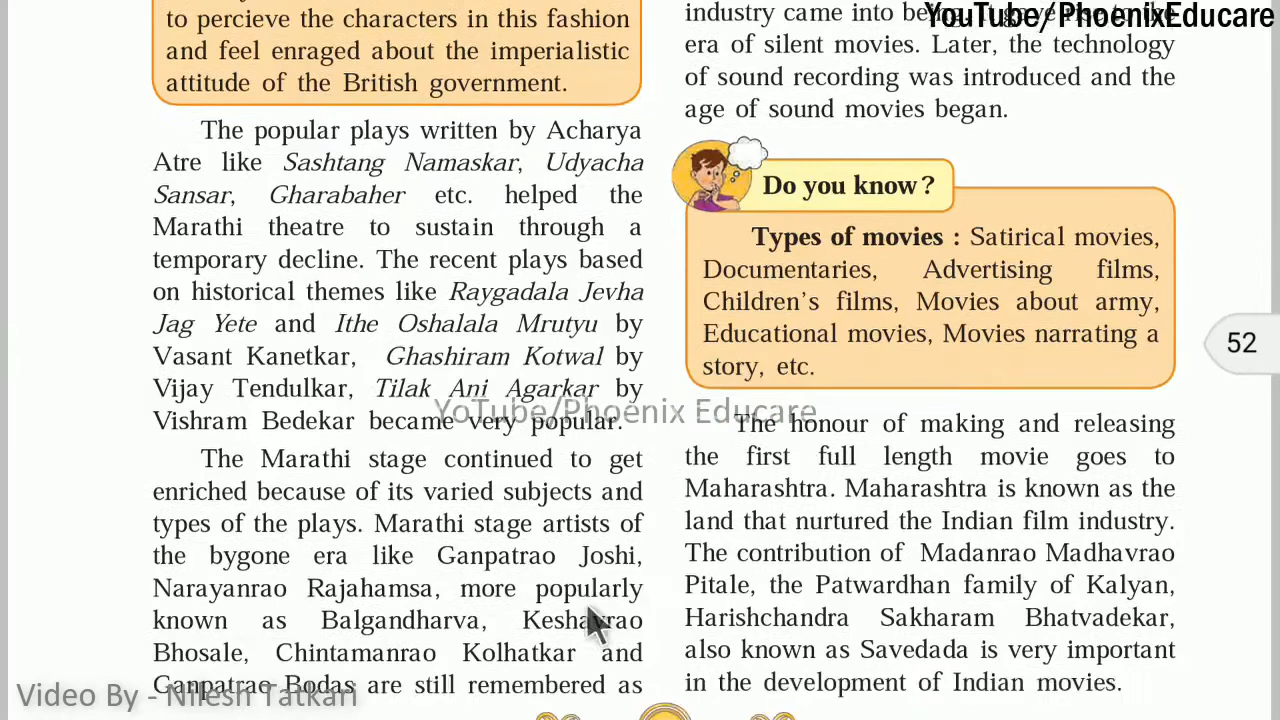 to percieve the characters in this fashion
and feel enraged about the imperialistic
attitude of the British government.
The popular plays written by Acharya
Atre like Sashtang Namaskar, Udyacha
Sansar, Gharabaher etc. helped the
Marathi theatre to sustain through a
temporary decline. The recent plays based
on historical themes like Raygadala Jevha
Jag Yete and Ithe Oshalala Mrutyu by
Vasant Kanetkar, Ghashiram Kotwal by
Vijay Tendulkar, Tilak Ani Agarkar by
Vishram Bedekar became very popular.
The Marathi stage continued to get
enriched because of its varied subjects and
types of the plays. Marathi stage artists of
the bygone era like Ganpatrao Joshi,
Narayanrao Rajahamsa, more popularly
known as Balgandharva, Keshavrao
Bhosale, Chintamanrao Kolhatkar and
Ganpatrao Bodas are still remembered as
YouTube/PhoenixEducare
industry came into being. It gave rise to the
era of silent movies. Later, the technology
of sound recording was introduced and the
age of sound movies began.
Do you know?
Types of movies : Satirical movies,
Documentaries, Advertising films,
Children's films, Movies about army,
Educational movies, Movies narrating a
story, etc.
52
YoTube/Phoenix Educare
The honour of making and releasing
the first full length movie goes to
Maharashtra. Maharashtra is known as the
land that nurtured the Indian film industry.
The contribution of Madanrao Madhavrao
Pitale, the Patwardhan family of Kalyan,
Harishchandra Sakharam Bhatvadekar,
also known as Savedada is very important
in the development of Indian movies.
Video By - Nilesh Tatkari